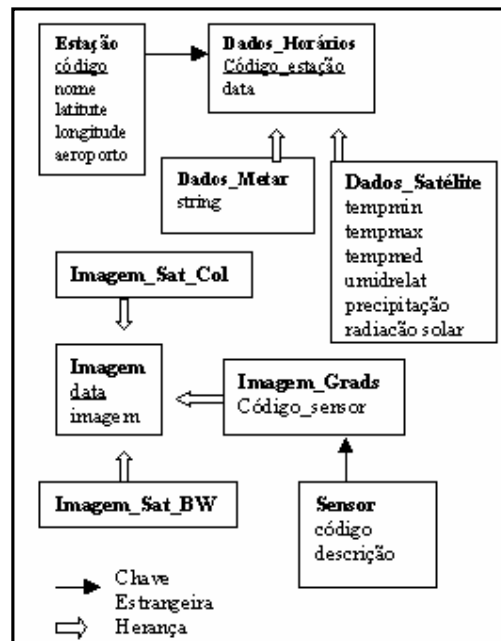 Estação
código
nome
latitute
longitude
aeroporto
Dados_Horários
Código_estação
data
Dados_Metar
string
Dados_Satélite
tempmin
tempmax
tempmed
umidrelat
precipitação
radiacão solar
Imagem_Sat_Col
Imagem
data
imagem
Imagem_Grads
Código_sensor
Imagem_Sat_BW
Sensor
código
descrição
Chave
Estrangeira
Herança